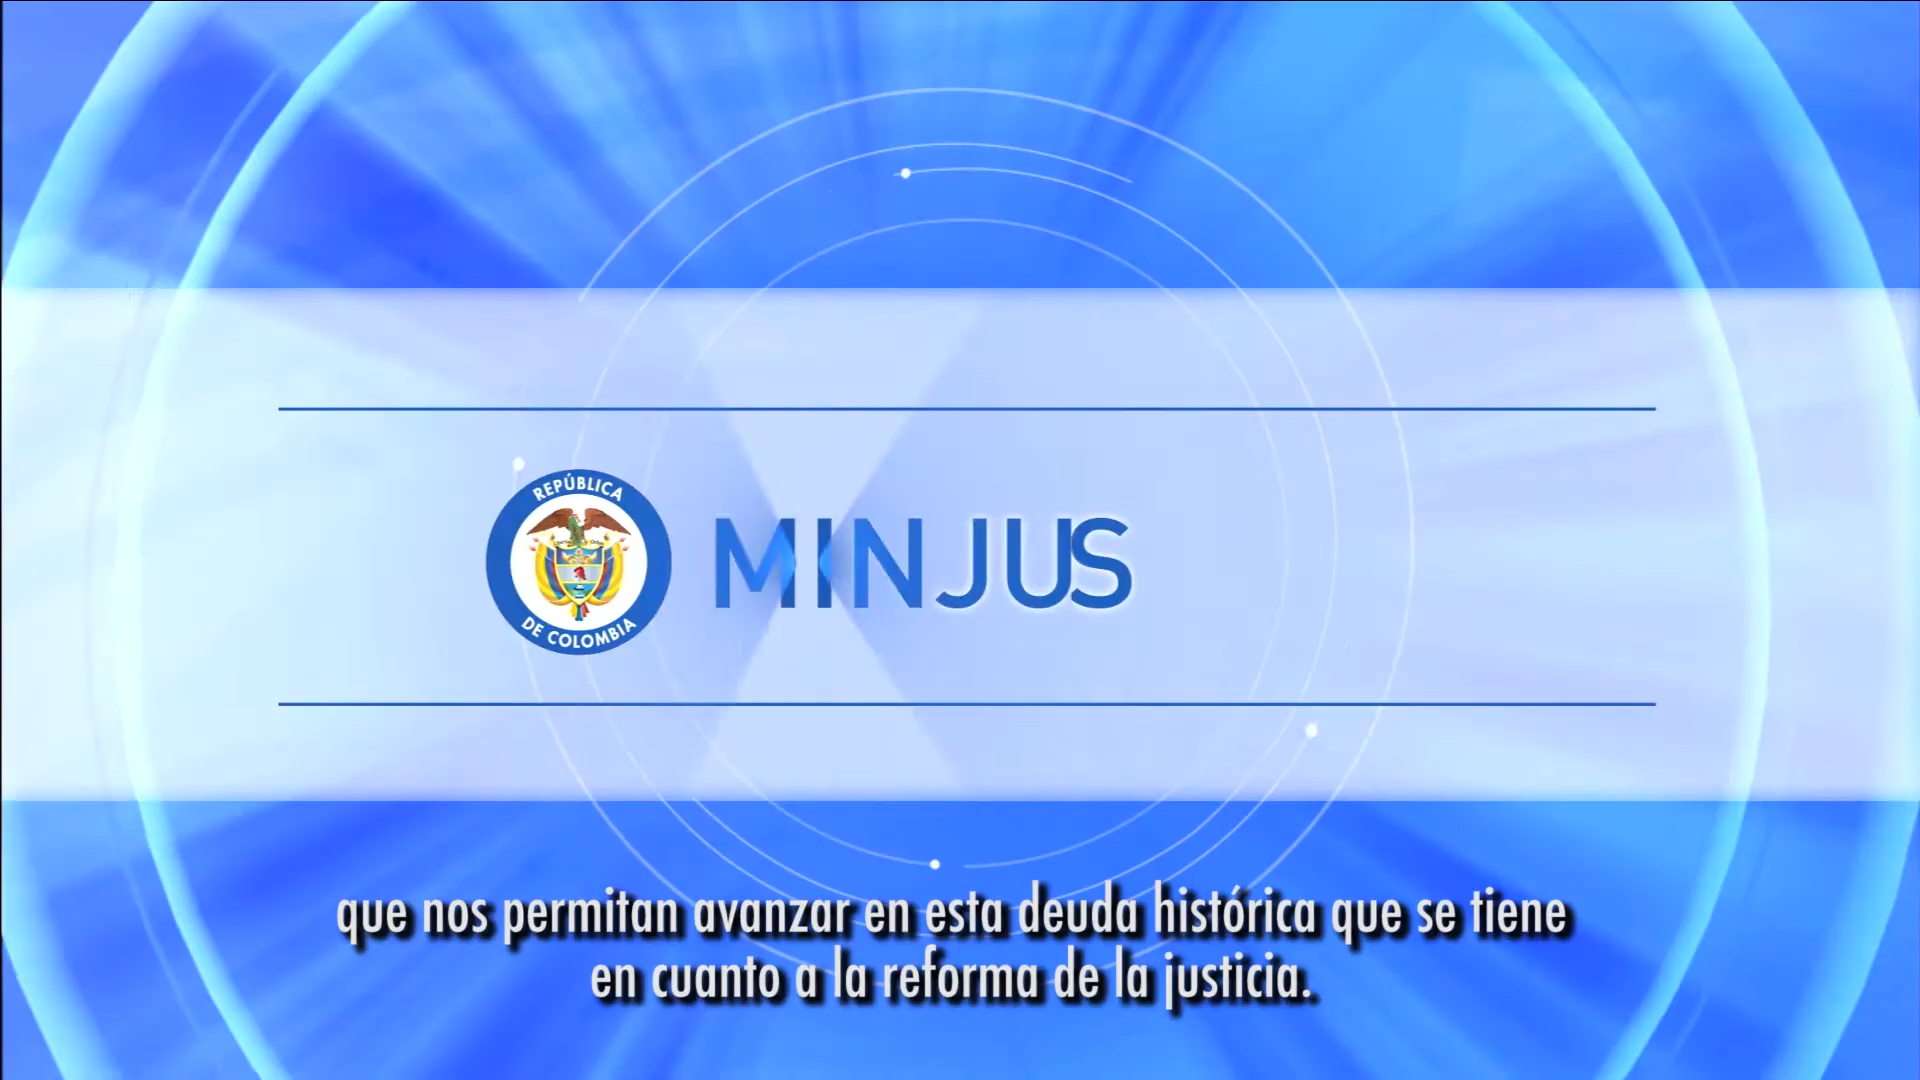 REPÚBLICA
DE COLOMBIA
MINJUS
que nos permitan avanzar en esta deuda histórica que se tiene
en cuanto a la reforma de la justicia.